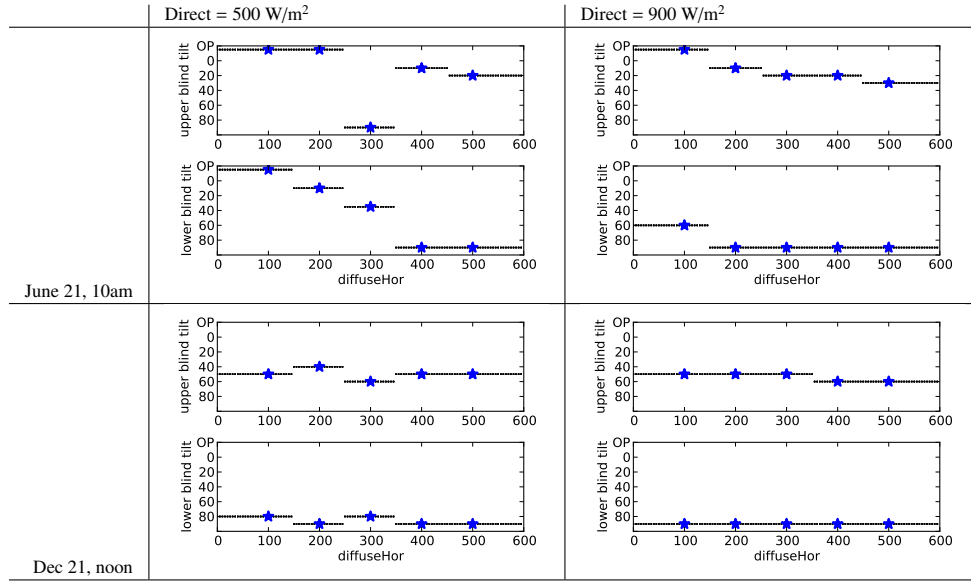 Direct = 500 W/m²
Direct = 900 W/m²
June 21, 10am
upper blind tilt
OP
0
20
40
60
80
0 100 200 300 400 500 600
lower blind tilt
OP
0
20
40
60
80
0 100 200 300 400 500 600
diffuseHor
upper blind tilt
OP
0
20
40
60
80
0 100 200 300 400 500 600
lower blind tilt
OP
0
20
40
60
80
0 100 200 300 400 500 600
diffuseHor
Dec 21, noon
upper blind tilt
OP
0
20
40
60
80
0 100 200 300 400 500 600
lower blind tilt
OP
0
20
40
60
80
0 100 200 300 400 500 600
diffuseHor
upper blind tilt
OP
0
20
40
60
80
0 100 200 300 400 500 600
lower blind tilt
OP
0
20
40
60
80
0 100 200 300 400 500 600
diffuseHor